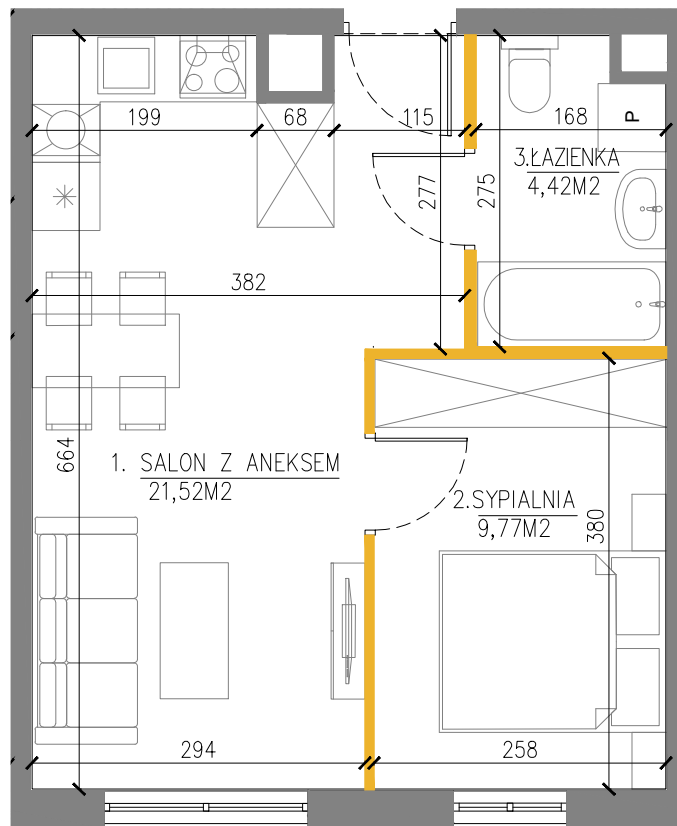 199
68
115
168
P
3.ŁAZIENKA
4,42M2
277
275
382
664
1. SALON Z ANEKSEM
21,52M2
2.SYPIALNIA
9,77M2
380
294
258